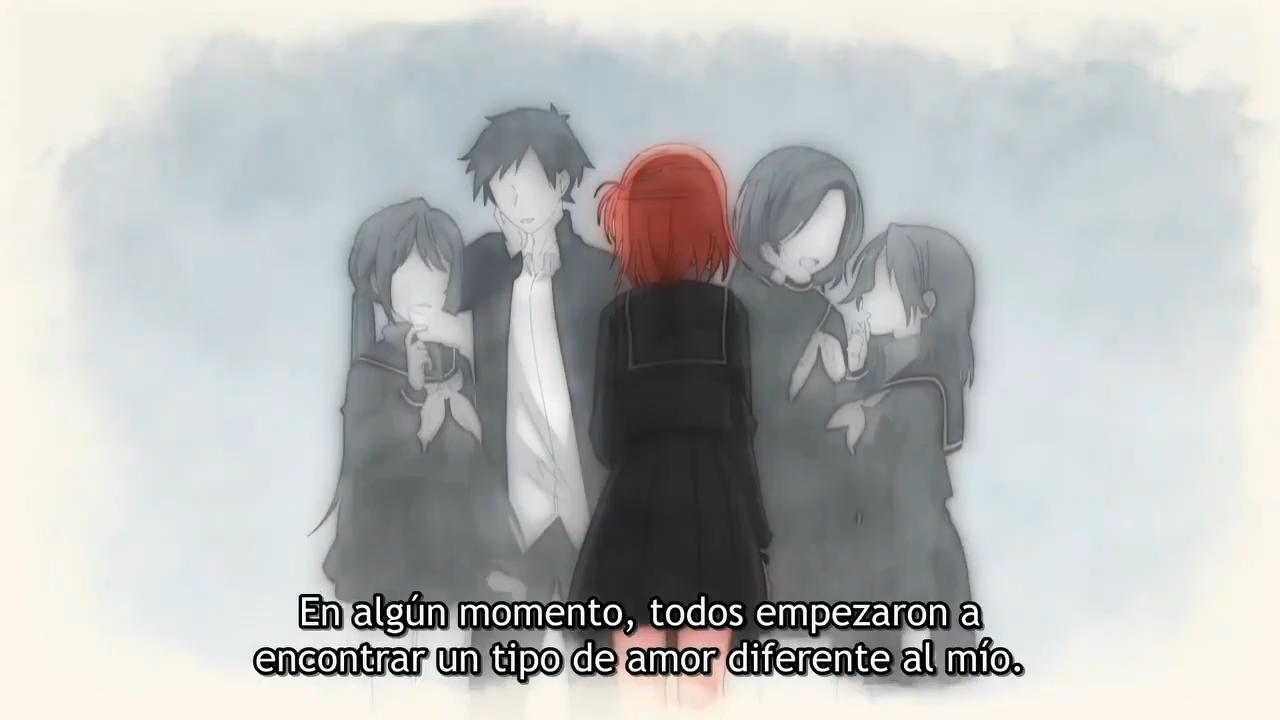 En algún momento, todos empezaron a
encontrar un tipo de amor diferente al mío.